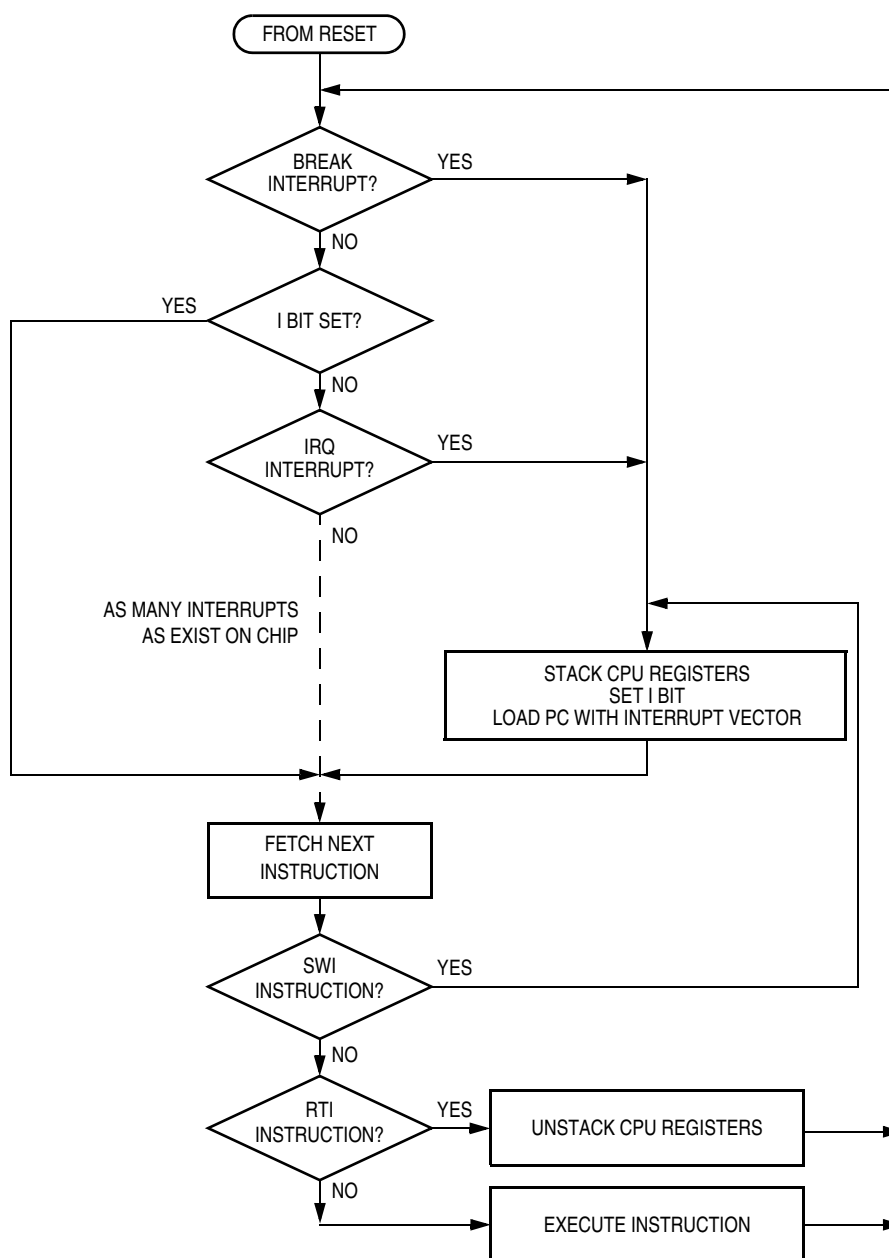 FROM RESET
BREAK
INTERRUPT?
YES
NO
YES
I BIT SET?
NO
IRQ
INTERRUPT?
YES
NO
AS MANY INTERRUPTS
AS EXIST ON CHIP
STACK CPU REGISTERS
SET I BIT
LOAD PC WITH INTERRUPT VECTOR
FETCH NEXT
INSTRUCTION
SWI
INSTRUCTION?
YES
NO
RTI
INSTRUCTION?
YES
UNSTACK CPU REGISTERS
NO
EXECUTE INSTRUCTION